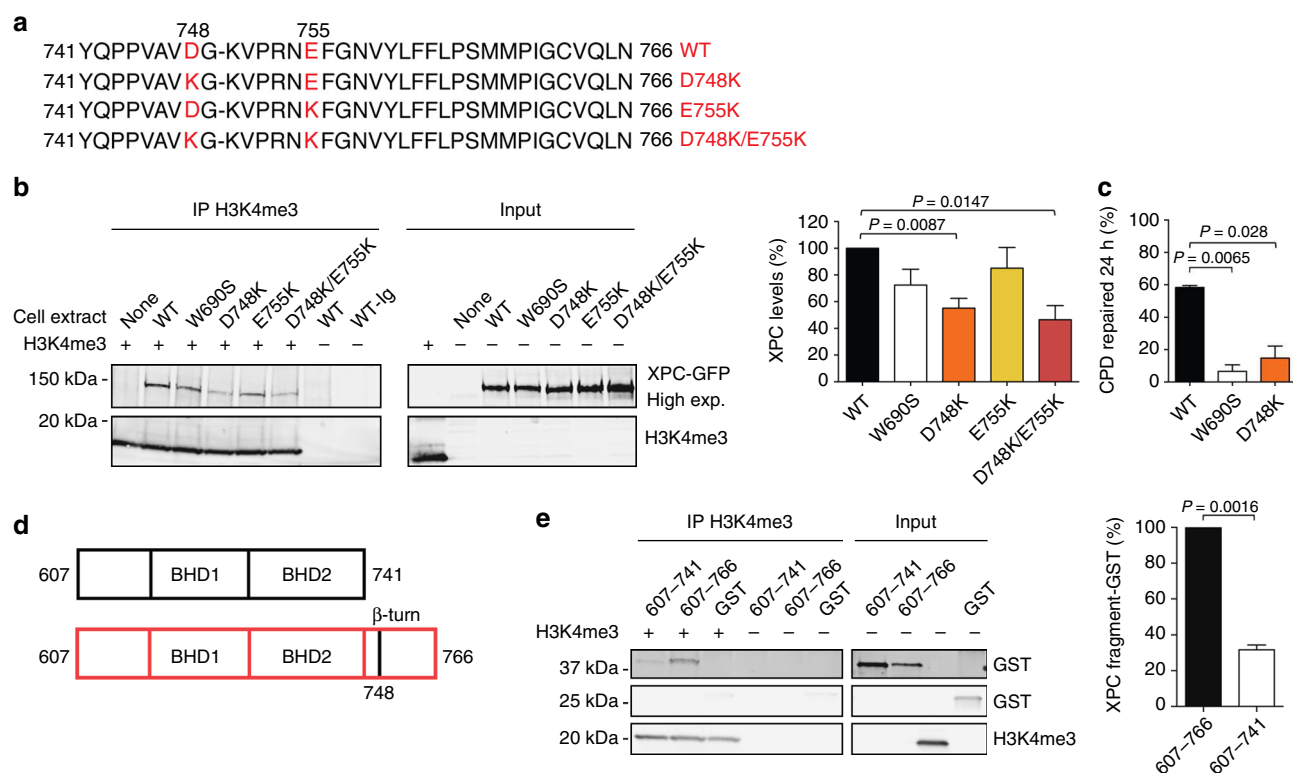 a
748 755
741 YQPPVAVDG-KVPRNEFGNVYLFFLPSMMPIGCVQLN 766 WT
741 YQPPVAVKG-KVPRNEFGNVYLFFLPSMMPIGCVQLN 766 D748K
741 YQPPVAVDG-KVPRNKFGNVYLFFLPSMMPIGCVQLN 766 E755K
741 YQPPVAVKG-KVPRNKFGNVYLFFLPSMMPIGCVQLN 766 D748K/E755K
b
IP H3K4me3 Input
Cell extract None WT W690S D748K E755K D748K/E755K WT WT-Ig None WT W690S D748K E755K D748K/E755K
H3K4me3 + + + + + + – – + – – – – – –
150 kDa XPC-GFP
High exp.
20 kDa H3K4me3
XPC levels (%)
120
100
80
60
40
20
0
P = 0.0147
P = 0.0087
WT W690S D748K E755K D748K/E755K
c
CPD repaired 24 h (%)
100
80
60
40
20
0
P = 0.028
P = 0.0065
WT W690S D748K
d
607 BHD1 BHD2 741
β-turn
607 BHD1 BHD2 766
748
e
IP H3K4me3 Input
607–741 607–766 GST 607–741 607–766 GST 607–741 607–766 GST
H3K4me3 + + + – – – – – – –
37 kDa GST
25 kDa GST
20 kDa H3K4me3
XPC fragment-GST (%)
100
80
60
40
20
0
P = 0.0016
607–766 607–741